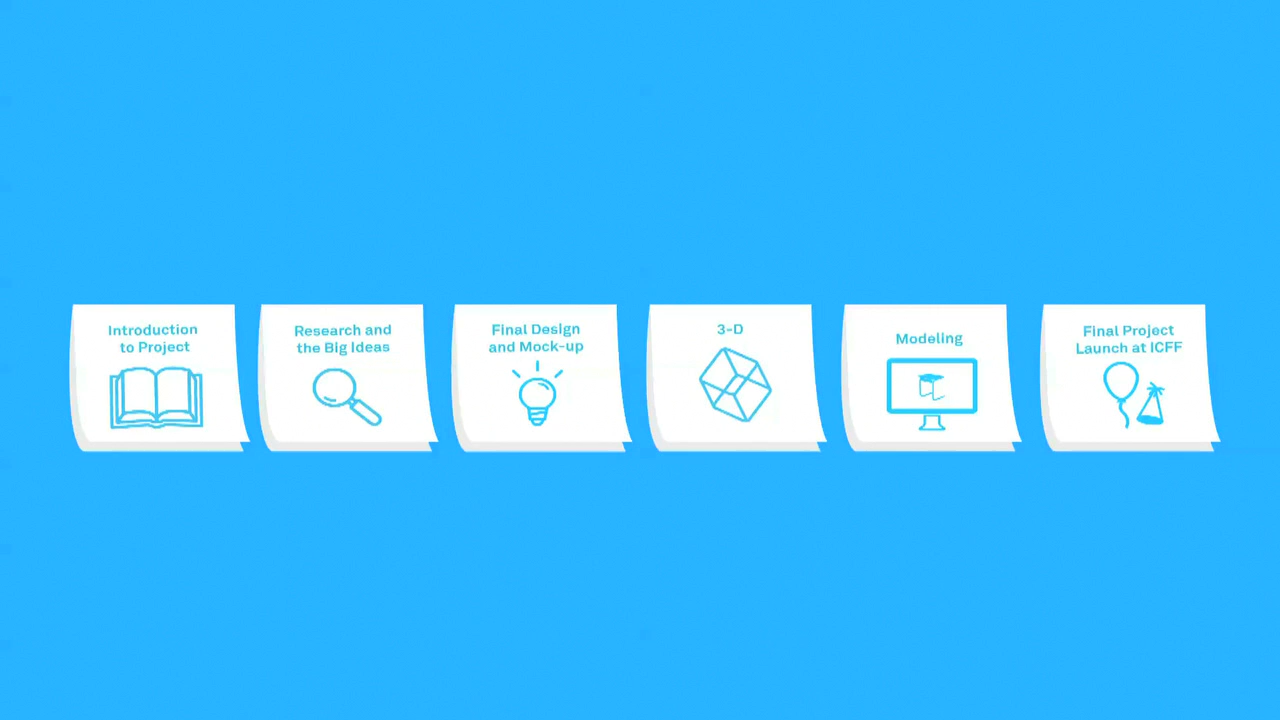 Introduction
to Project
Research and
the Big Ideas
Final Design
and Mock-up
3-D
Modeling
Final Project
Launch at ICFF